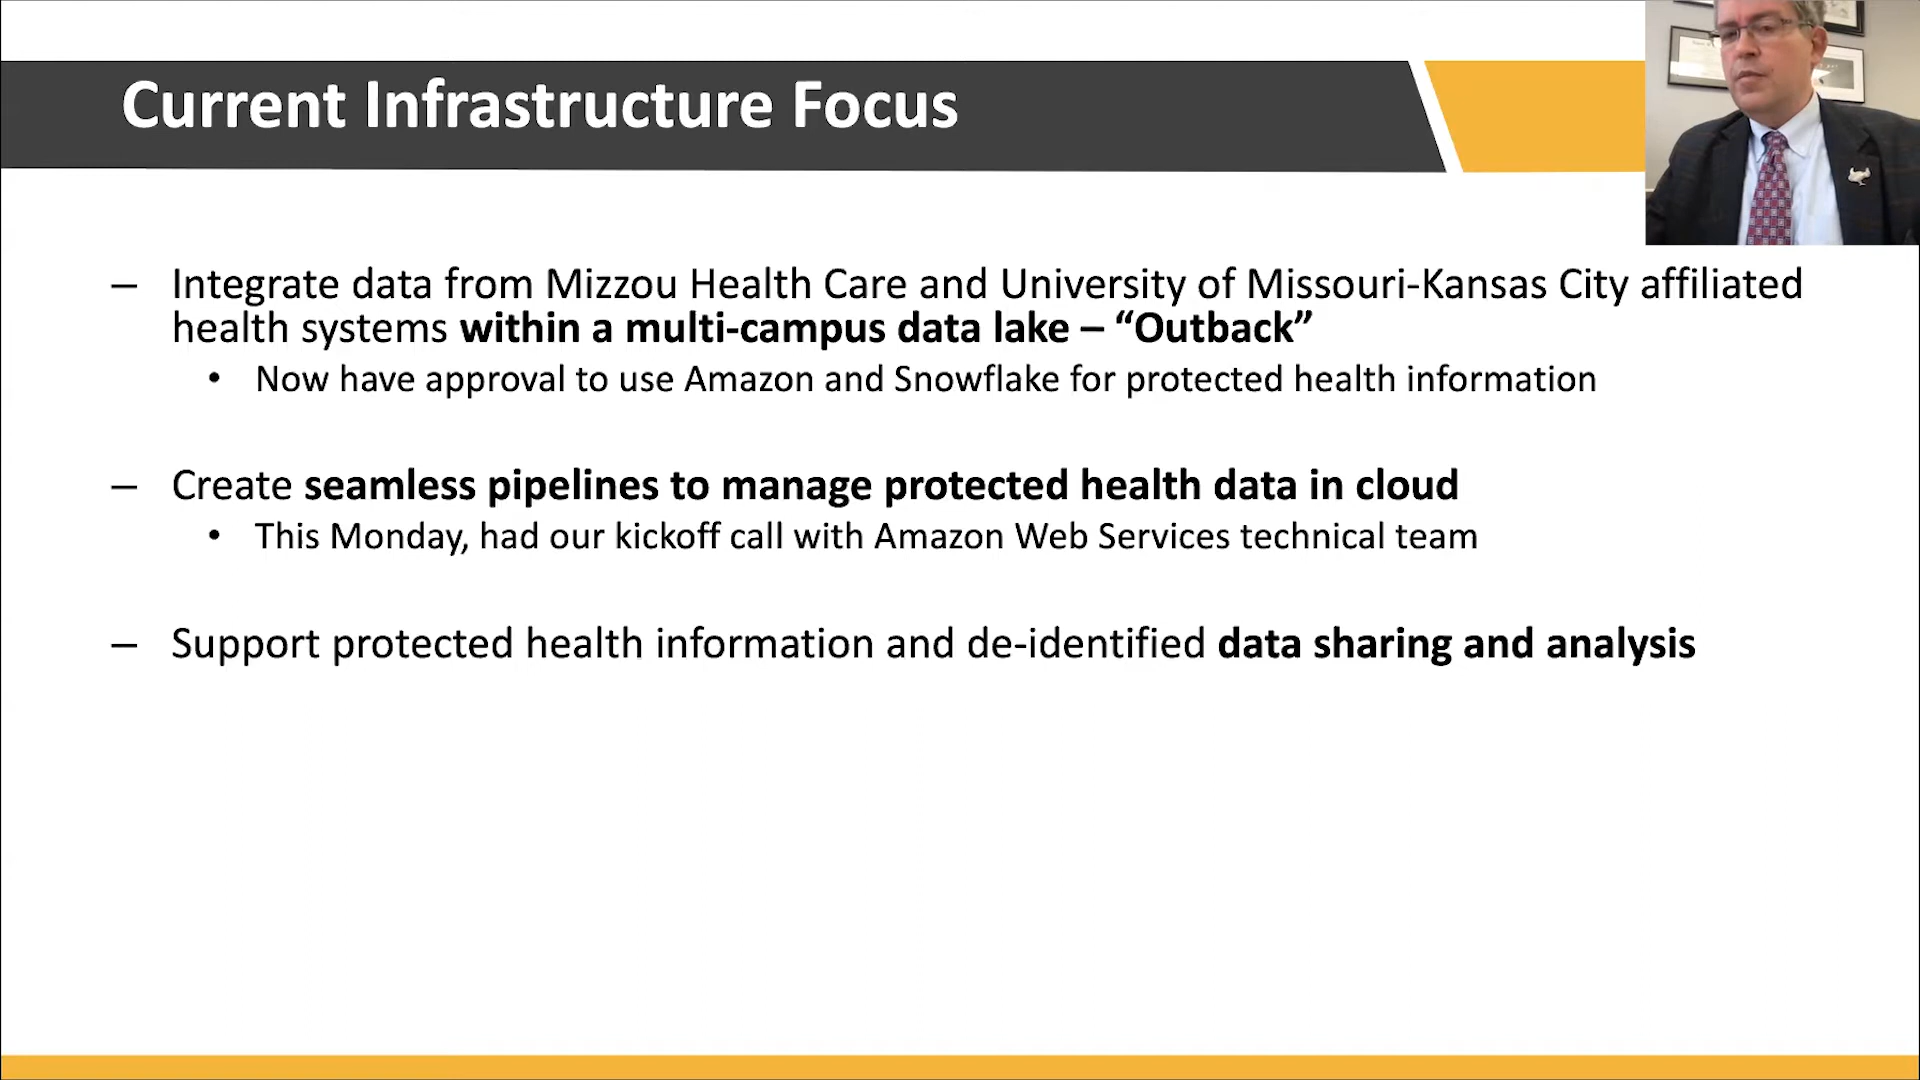 Current Infrastructure Focus
– Integrate data from Mizzou Health Care and University of Missouri-Kansas City affiliated
health systems within a multi-campus data lake – “Outback”
• Now have approval to use Amazon and Snowflake for protected health information
– Create seamless pipelines to manage protected health data in cloud
• This Monday, had our kickoff call with Amazon Web Services technical team
– Support protected health information and de-identified data sharing and analysis